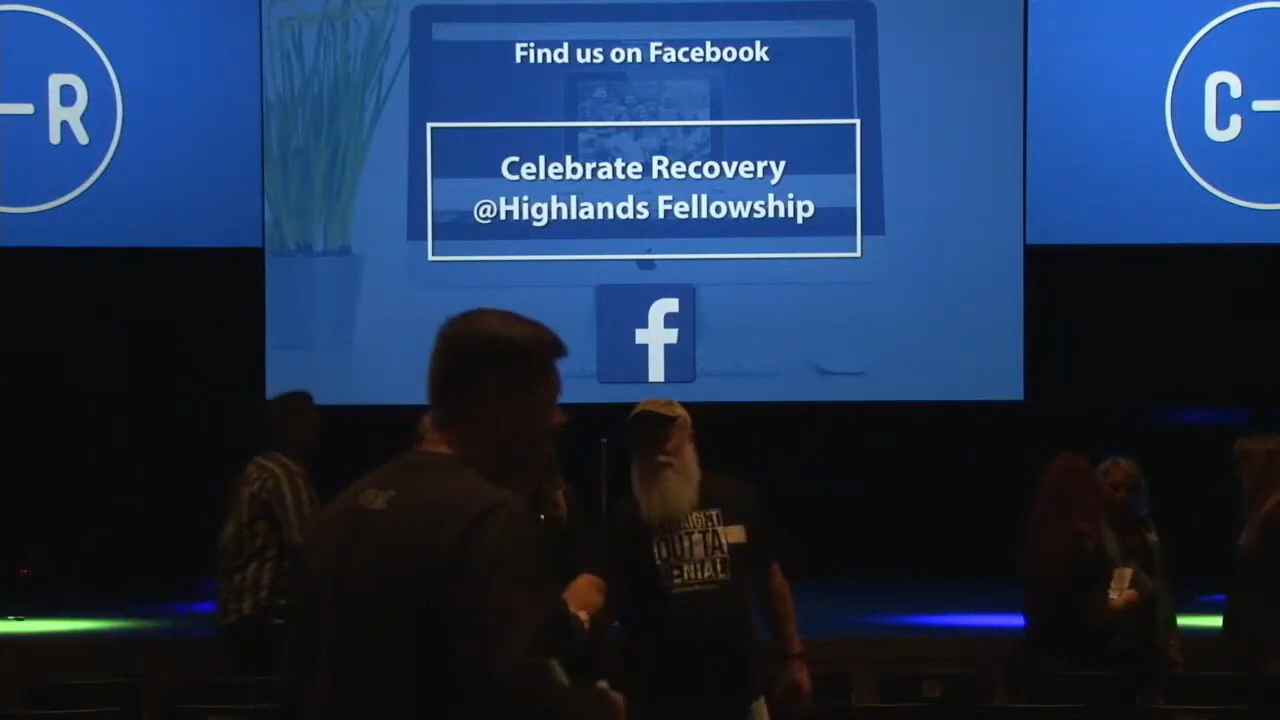 -R
Find us on Facebook
C-
Celebrate Recovery
@Highlands Fellowship
f
OUTTA